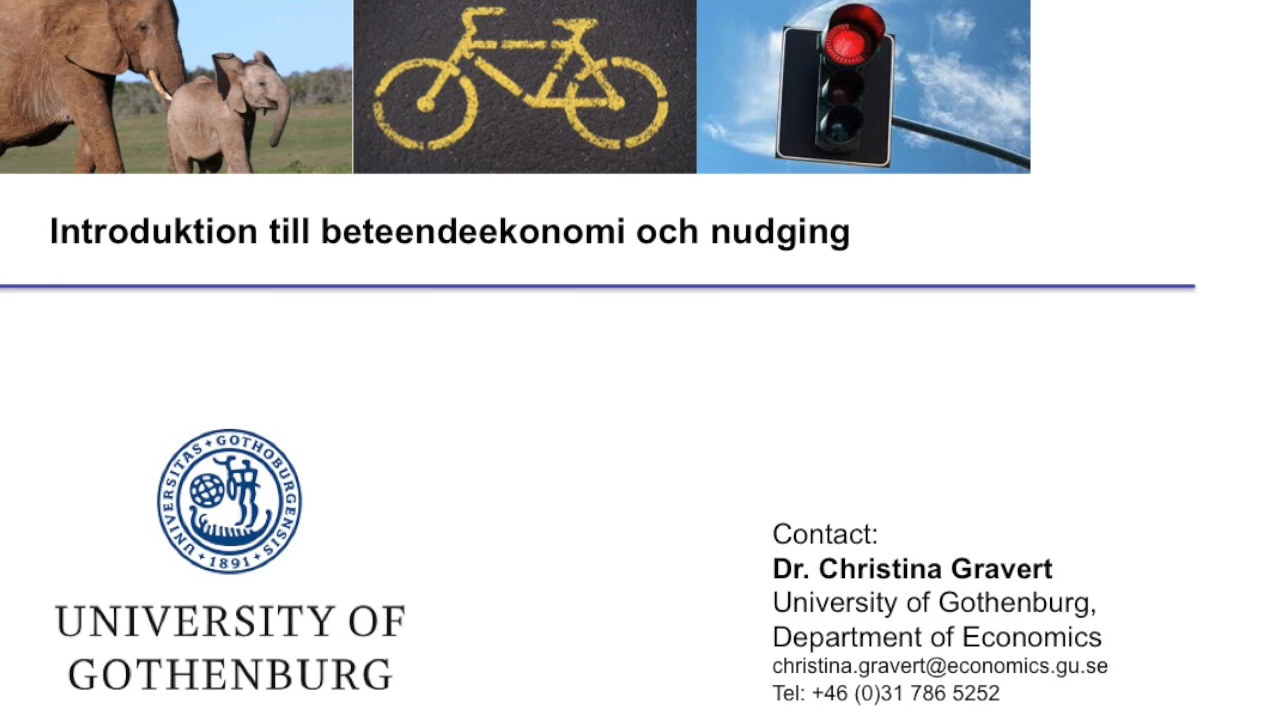 Introduktion till beteendeekonomi och nudging
UNIVERSITAS GOTHOBURGENSIS
1891
UNIVERSITY OF
GOTHENBURG
Contact:
Dr. Christina Gravert
University of Gothenburg,
Department of Economics
christina.gravert@economics.gu.se
Tel: +46 (0)31 786 5252